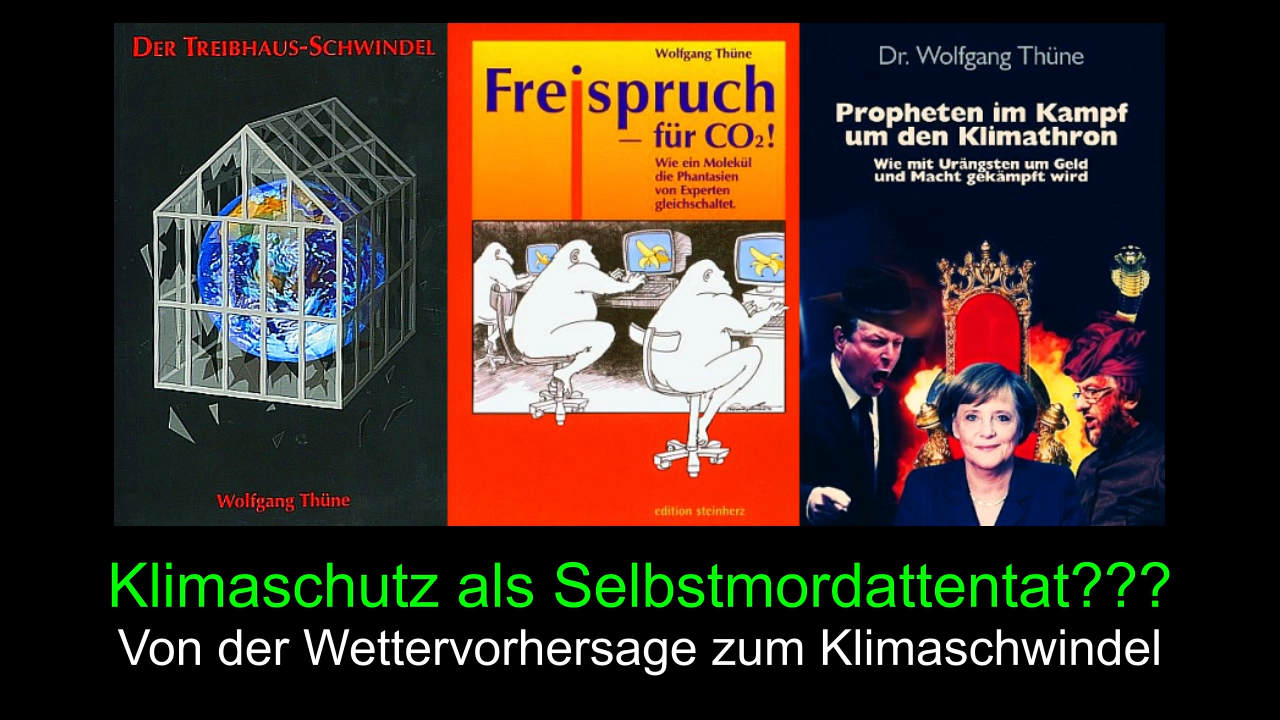 DER TREIBHAUS-SCHWINDEL
Wolfgang Thüne
Wolfgang Thüne
Freispruch
– für CO₂!
Wie ein Molekül
die Phantasien
von Experten
gleichschaltet.
edition steinherz
Dr. Wolfgang Thüne
Propheten im Kampf
um den Klimathron
Wie mit Urängsten um Geld
und Macht gekämpft wird
Klimaschutz als Selbstmordattentat???
Von der Wettervorhersage zum Klimaschwindel